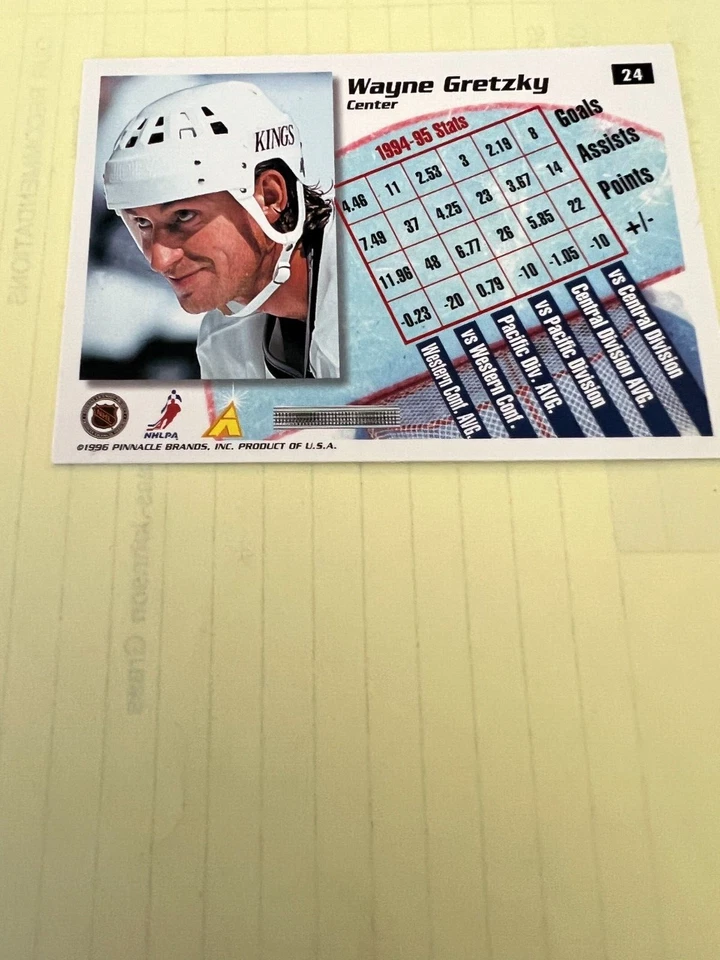 Wayne Gretzky
24
Center
KINGS
1994-95 Stats
4.46 11 2.53 3 2.19 8 Goals
7.49 37 4.25 23 3.87 14 Assists
11.96 48 6.77 26 5.85 22 Points
-0.23 -20 0.79 -10 -1.05 -10 +/-
Western Conf. AVG.
vs Western Conf.
Pacific Div. AVG.
vs Pacific Division
Central Division AVG.
vs Central Division
NHLPA
©1996 PINNACLE BRANDS, INC. PRODUCT OF U.S.A.